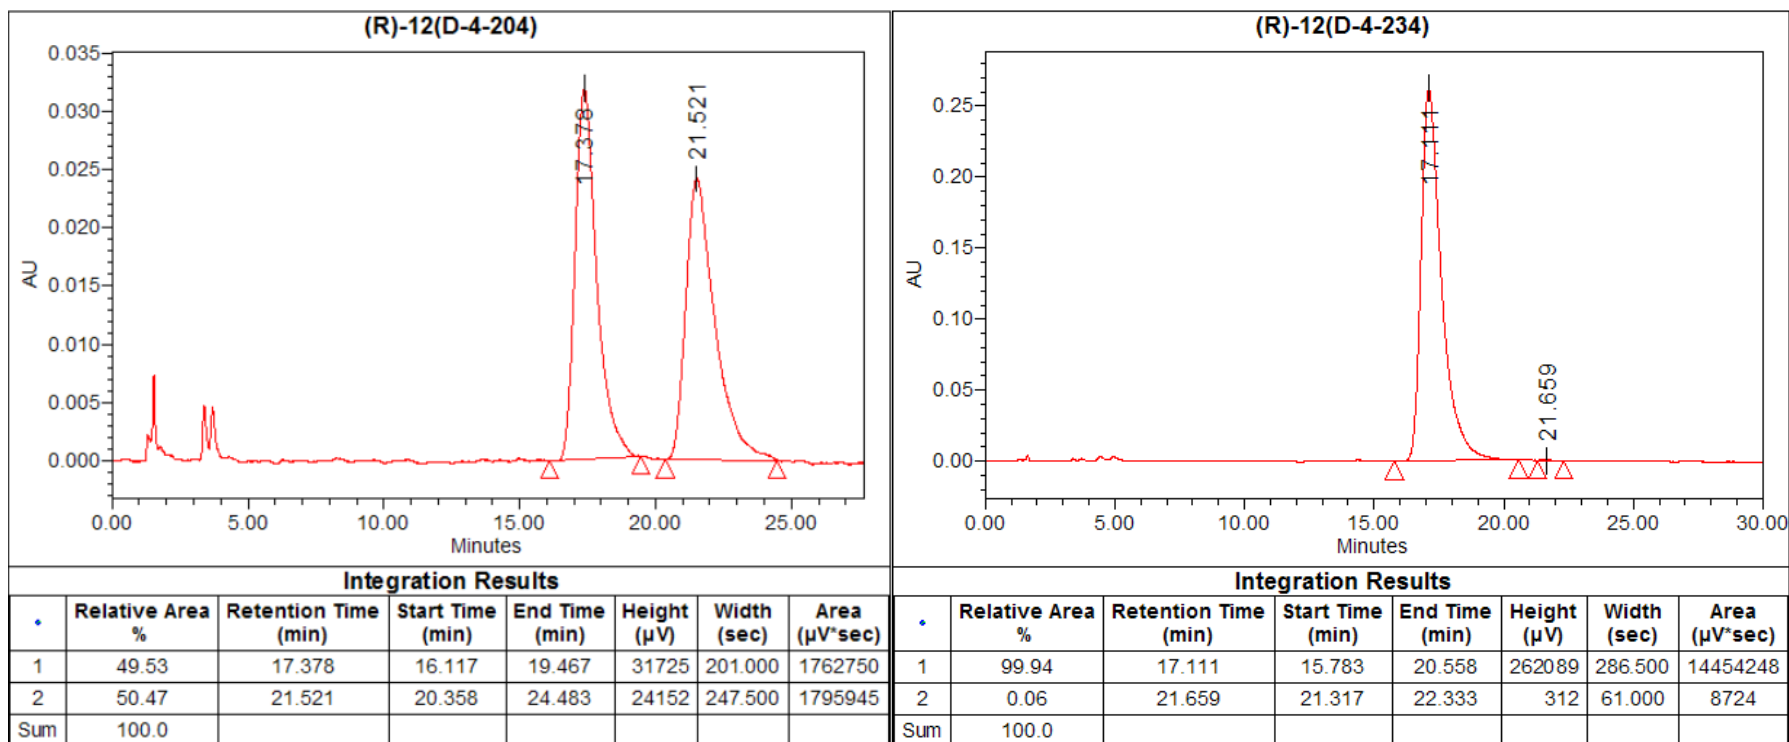 (R)-12(D-4-204)
0.035
0.030
0.025
0.020
0.015
0.010
0.005
0.000
AU
17.378
21.521
0.00 5.00 10.00 15.00 20.00 25.00
Minutes
Integration Results
Relative Area % Retention Time (min) Start Time (min) End Time (min) Height (µV) Width (sec) Area (µV*sec)
1 49.53 17.378 16.117 19.467 31725 201.000 1762750
2 50.47 21.521 20.358 24.483 24152 247.500 1795945
Sum 100.0
(R)-12(D-4-234)
0.25
0.20
0.15
0.10
0.05
0.00
AU
17.111
21.659
0.00 5.00 10.00 15.00 20.00 25.00 30.00
Minutes
Integration Results
Relative Area % Retention Time (min) Start Time (min) End Time (min) Height (µV) Width (sec) Area (µV*sec)
1 99.94 17.111 15.783 20.558 262089 286.500 14454248
2 0.06 21.659 21.317 22.333 312 61.000 8724
Sum 100.0